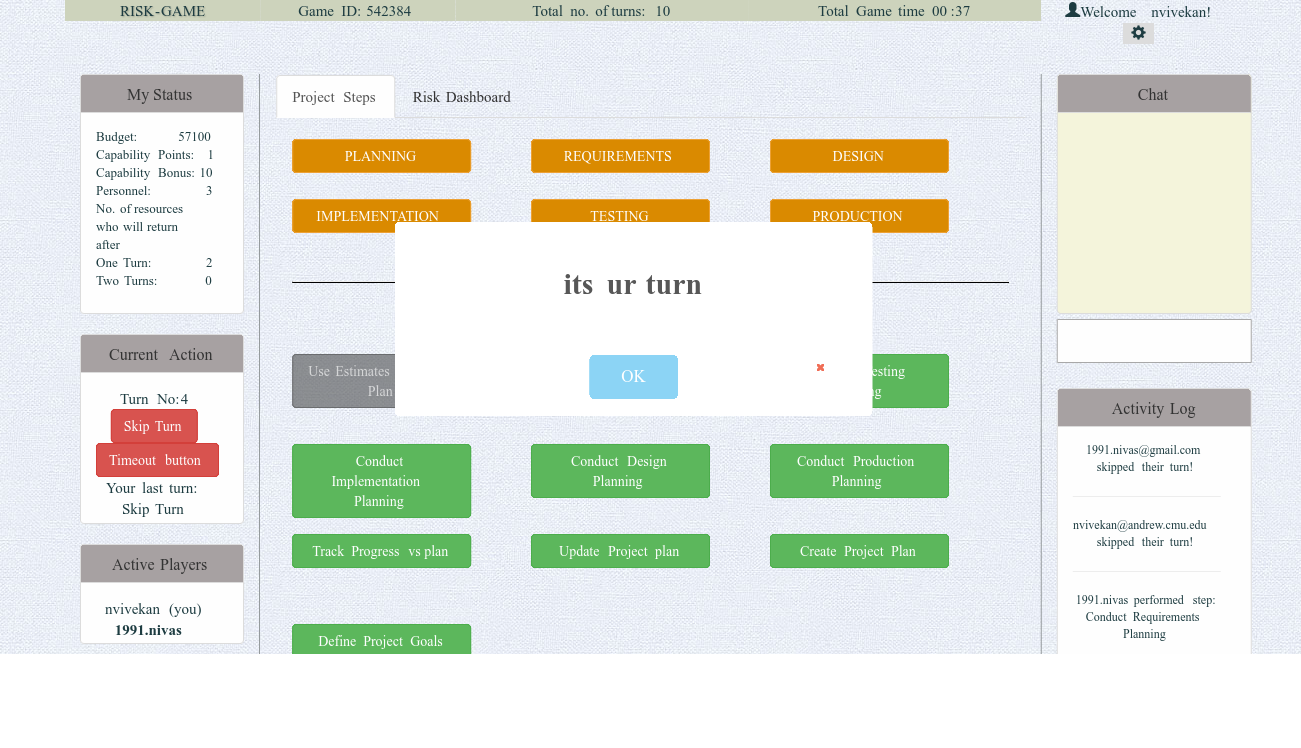 RISK-GAME
Game ID: 542384
Total no. of turns: 10
Total Game time 00 :37
Welcome nvivekan!
My Status
Budget: 57100
Capability Points: 1
Capability Bonus: 10
Personnel: 3
No. of resources
who will return
after
One Turn: 2
Two Turns: 0
Current Action
Turn No:4
Skip Turn
Timeout button
Your last turn:
Skip Turn
Active Players
nvivekan (you)
1991.nivas
Project Steps
Risk Dashboard
PLANNING
REQUIREMENTS
DESIGN
IMPLEMENTATION
TESTING
PRODUCTION
its ur turn
OK
Use Estimates
Plan
Conduct
Implementation
Planning
Conduct Design
Planning
Conduct Production
Planning
Track Progress vs plan
Update Project plan
Create Project Plan
Define Project Goals
Chat
Activity Log
1991.nivas@gmail.com
skipped their turn!
nvivekan@andrew.cmu.edu
skipped their turn!
1991.nivas performed step:
Conduct Requirements
Planning